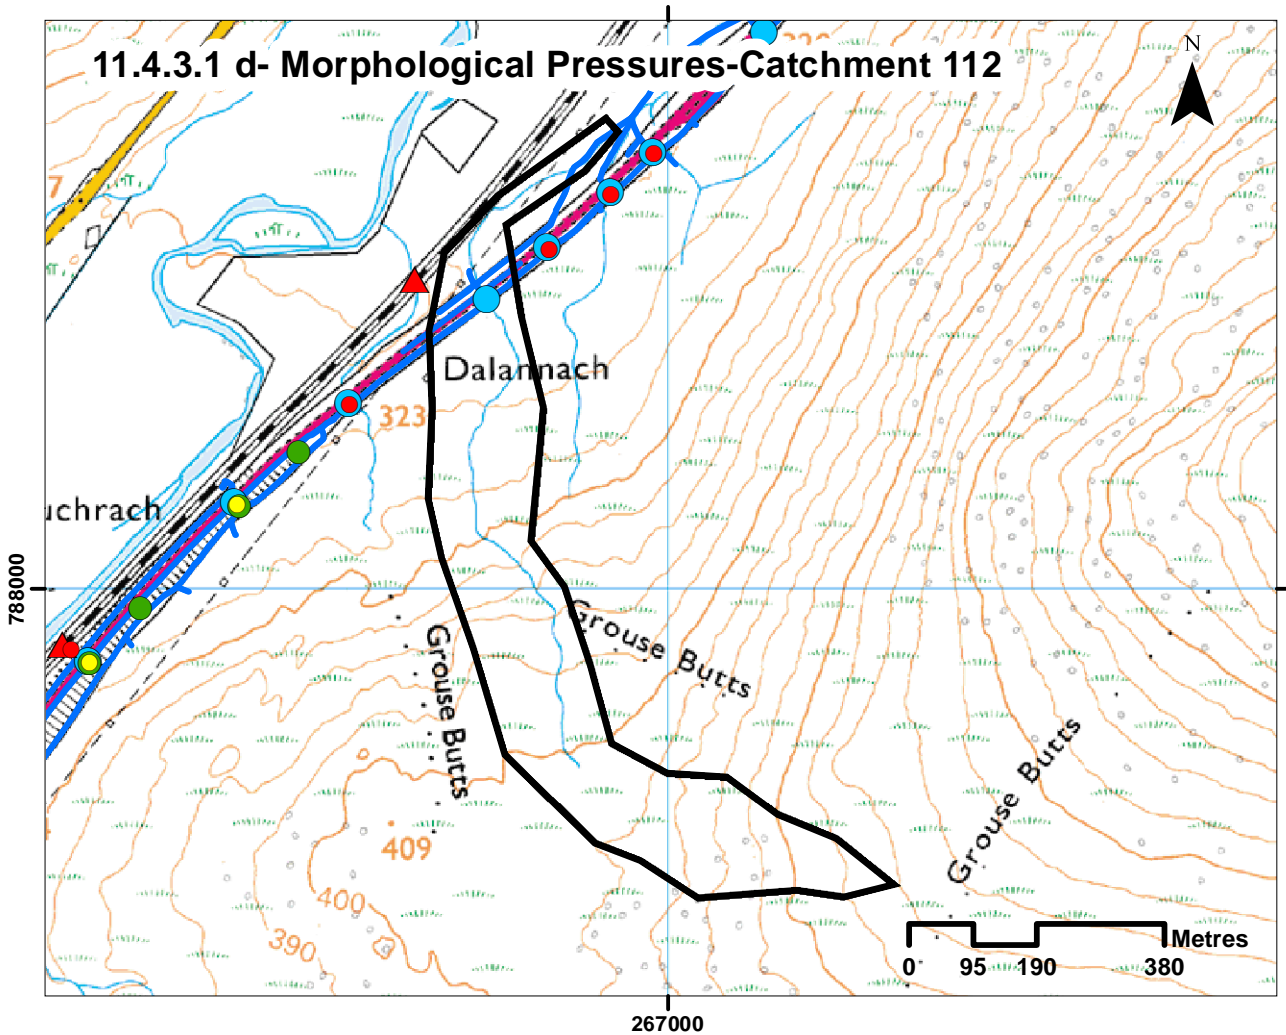 11.4.3.1 d- Morphological Pressures-Catchment 112
N
Dalannach
323
uchrach
788000
Grouse Butts
Grouse Butts
Grouse Butts
409
400
390
Metres
0 95 190 380
267000